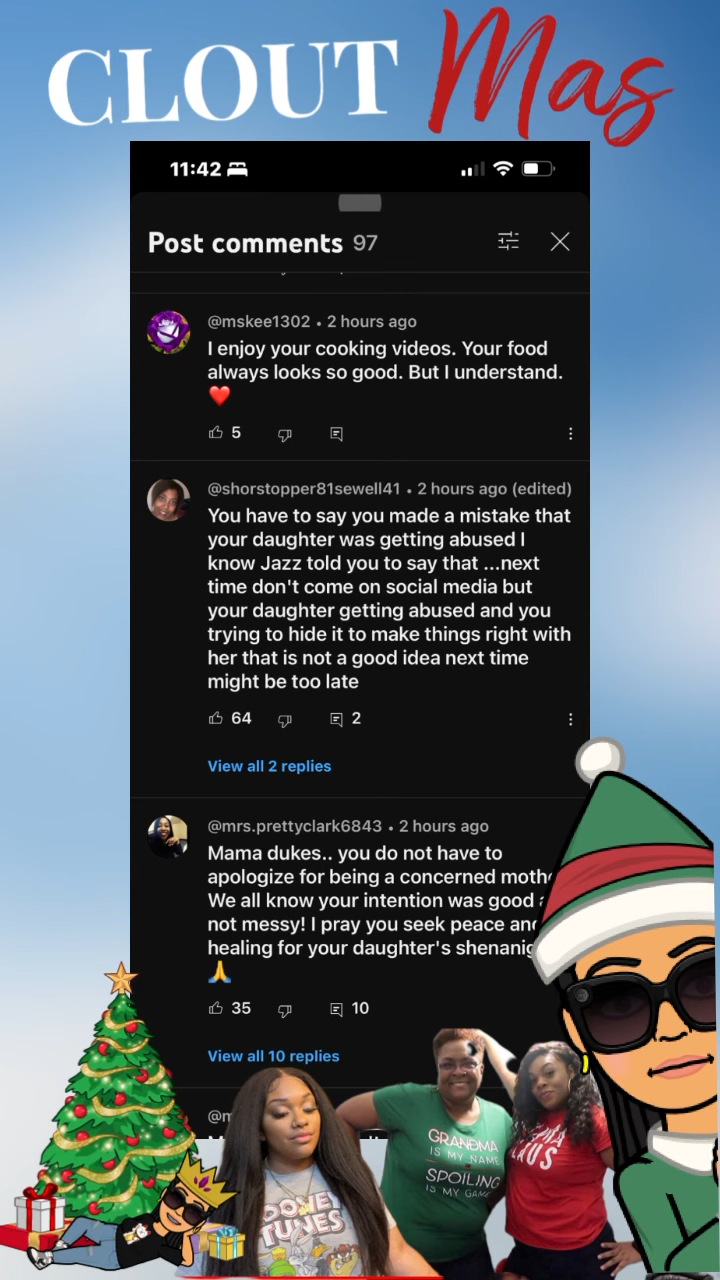 CLOUT Mas
11:42
Post comments 97
@mskee1302 • 2 hours ago
I enjoy your cooking videos. Your food
always looks so good. But I understand.
❤️
5
@shorstopper81sewell41 • 2 hours ago (edited)
You have to say you made a mistake that
your daughter was getting abused I
know Jazz told you to say that ...next
time don't come on social media but
your daughter getting abused and you
trying to hide it to make things right with
her that is not a good idea next time
might be too late
64
2
View all 2 replies
@mrs.prettyclark6843 • 2 hours ago
Mama dukes.. you do not have to
apologize for being a concerned moth
We all know your intention was good
not messy! I pray you seek peace and
healing for your daughter's shenanig
🙏
35
10
View all 10 replies
@m
GRANDMA
IS MY NAME
SPOILING
IS MY GAME
TUNES